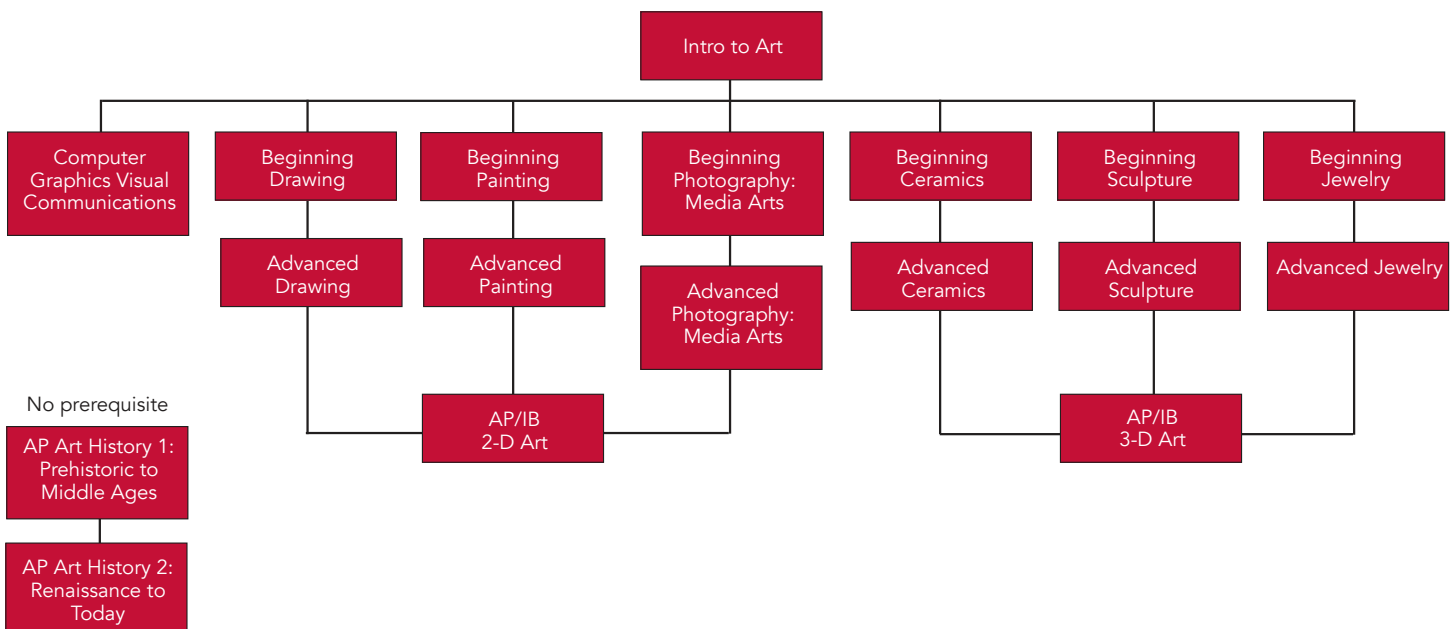 Intro to Art
Computer
Graphics Visual
Communications
Beginning
Drawing
Beginning
Painting
Beginning
Photography:
Media Arts
Beginning
Ceramics
Beginning
Sculpture
Beginning
Jewelry
Advanced
Drawing
Advanced
Painting
Advanced
Photography:
Media Arts
Advanced
Ceramics
Advanced
Sculpture
Advanced Jewelry
AP/IB
2-D Art
AP/IB
3-D Art
No prerequisite
AP Art History 1:
Prehistoric to
Middle Ages
AP Art History 2:
Renaissance to
Today